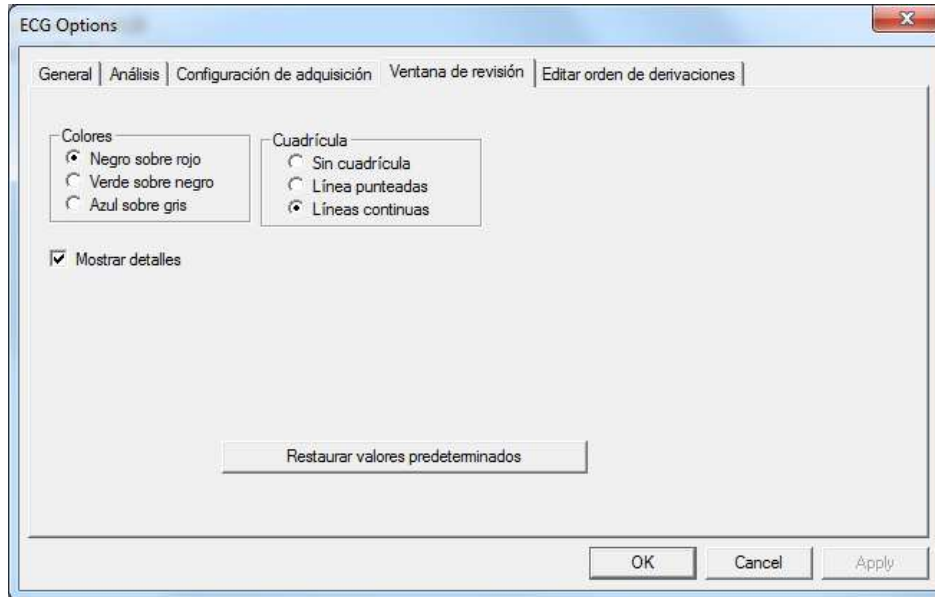 ECG Options
General Análisis Configuración de adquisición Ventana de revisión Editar orden de derivaciones
Colores
Negro sobre rojo
Verde sobre negro
Azul sobre gris
Cuadrícula
Sin cuadrícula
Línea punteadas
Líneas continuas
Mostrar detalles
Restaurar valores predeterminados
OK Cancel Apply